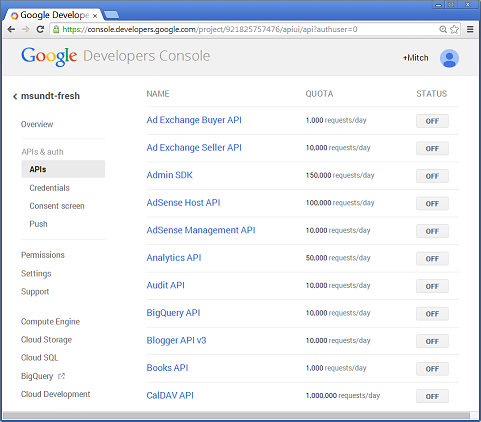 Google Develope
https://console.developers.google.com/project/921825757476/apiui/api?authuser=0
Google Developers Console
+Mitch
msundt-fresh
Overview
APIs & auth
APIs
Credentials
Consent screen
Push
Permissions
Settings
Support
Compute Engine
Cloud Storage
Cloud SQL
BigQuery
Cloud Development
NAME QUOTA STATUS
Ad Exchange Buyer API 1,000 requests/day OFF
Ad Exchange Seller API 10,000 requests/day OFF
Admin SDK 150,000 requests/day OFF
AdSense Host API 100,000 requests/day OFF
AdSense Management API 10,000 requests/day OFF
Analytics API 50,000 requests/day OFF
Audit API 10,000 requests/day OFF
BigQuery API 10,000 requests/day OFF
Blogger API v3 10,000 requests/day OFF
Books API 1,000 requests/day OFF
CalDAV API 1,000,000 requests/day OFF